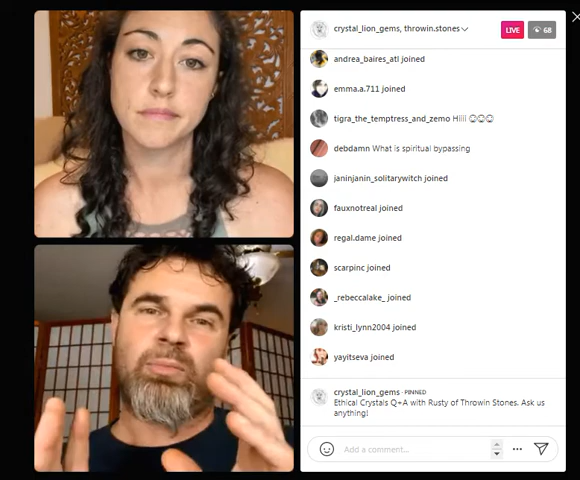 crystal_lion_gems, throwin.stones
LIVE
68
andrea_baires_atl joined
emma.a.711 joined
tigra_the_temptress_and_zemo Hiiii ☺☺☺
debdamn What is spiritual bypassing
janinjanin_solitarywitch joined
fauxnotreal joined
regal.dame joined
scarpinc joined
_rebeccalake_ joined
kristi_lynn2004 joined
yayitseva joined
crystal_lion_gems · PINNED
Ethical Crystals Q+A with Rusty of Throwin Stones. Ask us
anything!
Add a comment...